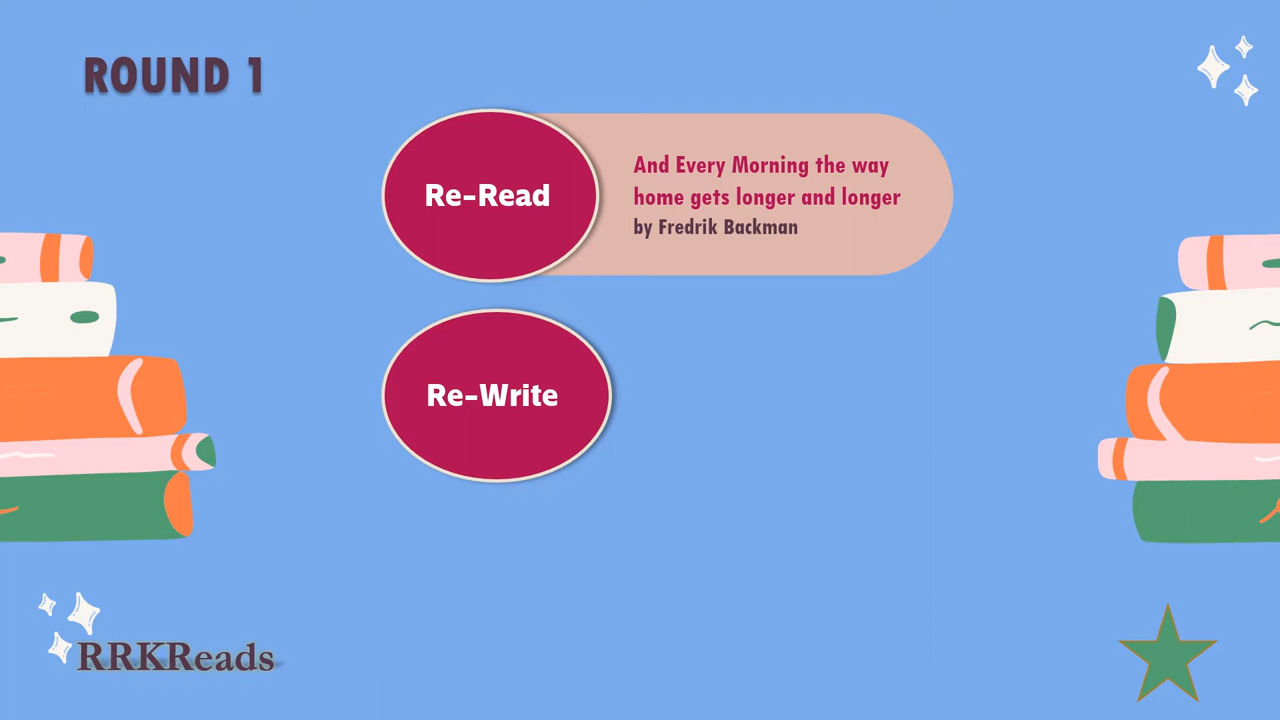 ROUND 1
Re-Read
And Every Morning the way
home gets longer and longer
by Fredrik Backman
Re-Write
RRKReads